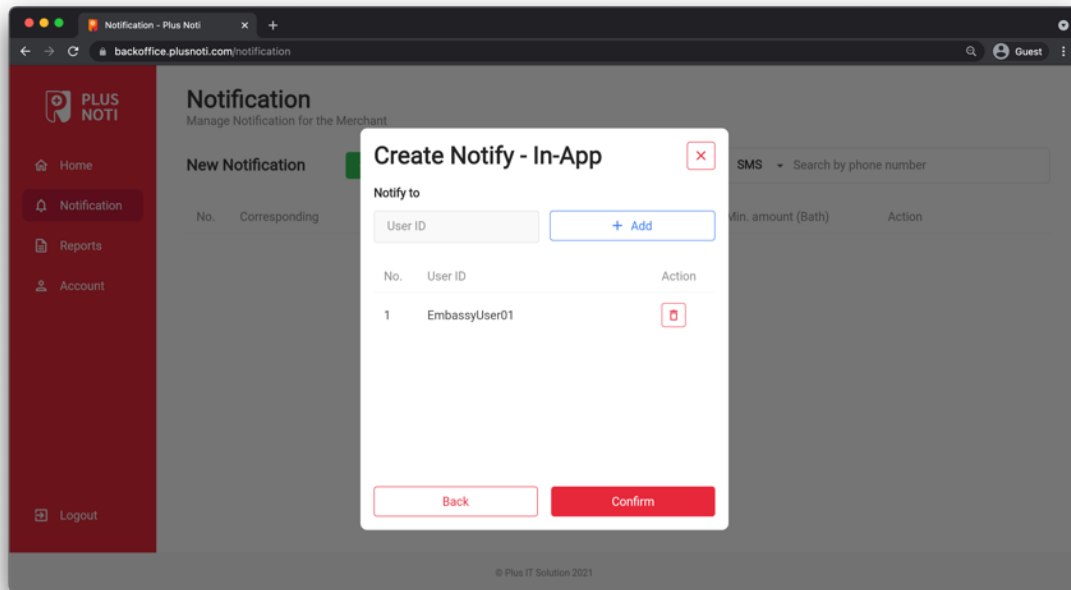 Notification - Plus Noti
backoffice.plusnoti.com/notification
Guest
PLUS
NOTI
Home
Notification
Reports
Account
Logout
Notification
Manage Notification for the Merchant
New Notification
SMS
Search by phone number
No. Corresponding Min. amount (Bath) Action
Create Notify - In-App
Notify to
User ID
+ Add
No. User ID Action
1 EmbassyUser01
Back
Confirm
© Plus IT Solution 2021